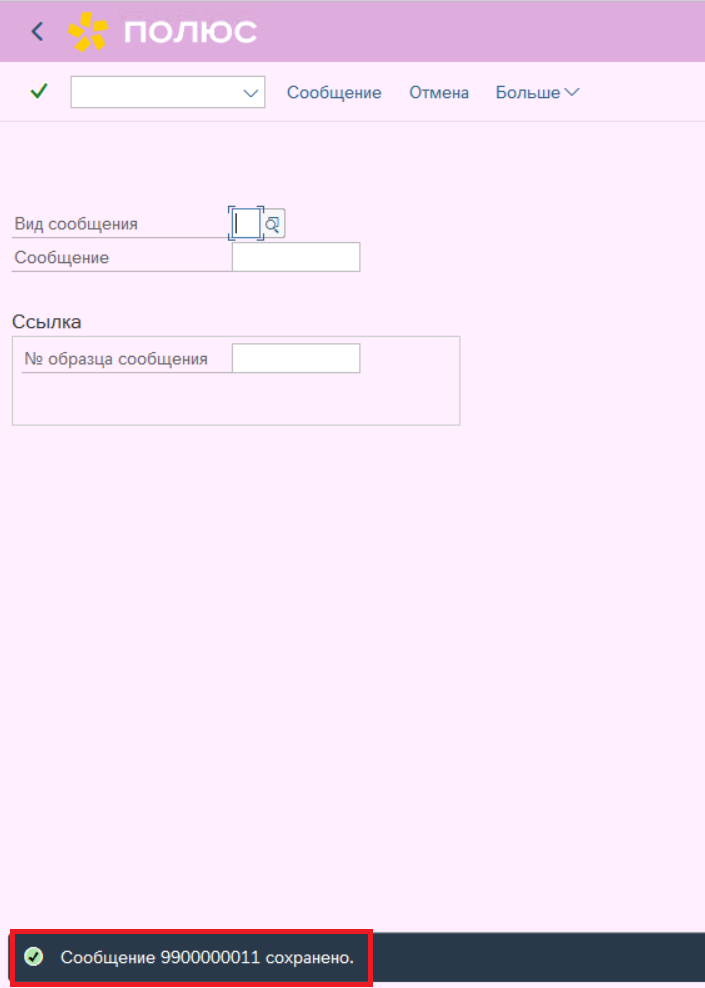 ПОЛЮС
Сообщение Отмена Больше
Вид сообщения
Сообщение
Ссылка
№ образца сообщения
Сообщение 9900000011 сохранено.